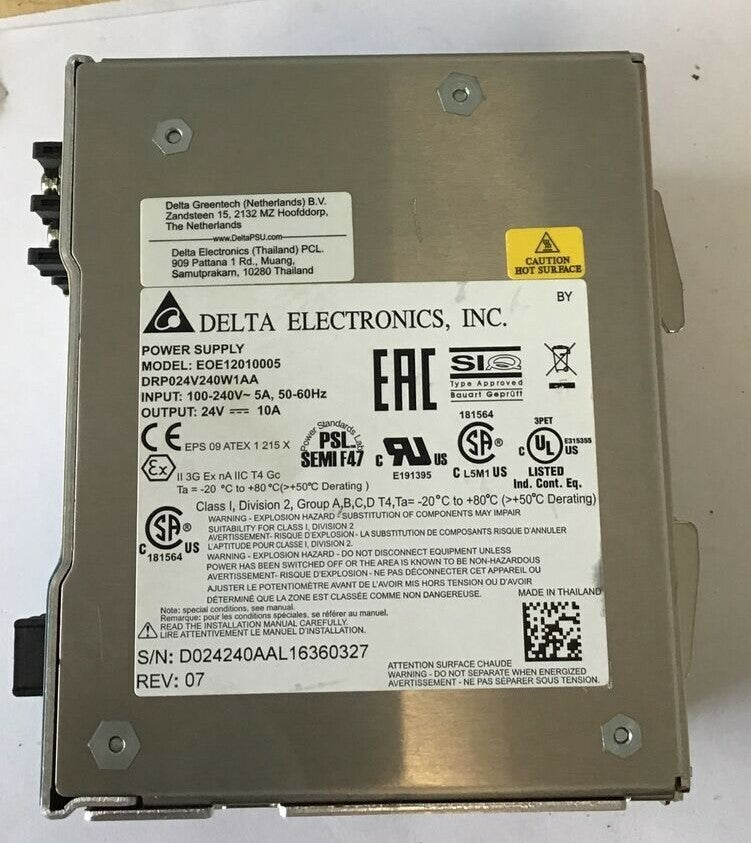 Delta Greentech (Netherlands) B.V.
Zandsteen 15, 2132 MZ Hoofddorp,
The Netherlands
www.DeltaPSU.com
Delta Electronics (Thailand) PCL.
909 Pattana 1 Rd., Muang,
Samutprakarn, 10280 Thailand
CAUTION
HOT SURFACE
BY
DELTA ELECTRONICS, INC.
POWER SUPPLY
MODEL: EOE12010005
DRP024V240W1AA
INPUT: 100-240V~ 5A, 50-60Hz
OUTPUT: 24V ⎓ 10A
EAC
SIQ
Type Approved
Bauart Geprüft
CE EPS 09 ATEX 1 215 X
Ex II 3G Ex nA IIC T4 Gc
Ta = -20 °C to +80 °C(>+50°C Derating )
Power Standards Lab
PSL
SEMI F47
C RU US
E191395
181564
SA ®
C L5M1 US
3PET
C UL US
E315355
LISTED
Ind. Cont. Eq.
Class I, Division 2, Group A,B,C,D T4,Ta= -20°C to +80°C (>+50°C Derating)
C SA ® US
181564
WARNING - EXPLOSION HAZARD - SUBSTITUTION OF COMPONENTS MAY IMPAIR
SUITABILITY FOR CLASS I, DIVISION 2
AVERTISSEMENT- RISQUE D'EXPLOSION - LA SUBSTITUTION DE COMPOSANTS RISQUE D'ANNULER
L'APTITUDE POUR CLASSE I, DIVISION 2.
WARNING - EXPLOSION HAZARD - DO NOT DISCONNECT EQUIPMENT UNLESS
POWER HAS BEEN SWITCHED OFF OR THE AREA IS KNOWN TO BE NON-HAZARDOUS
AVERTISSEMENT- RISQUE D'EXPLOSION - NE PAS DÉCONNECTER CET APPAREIL OU
AJUSTER LE POTENTIOMÈTRE AVANT DE L'AVOIR MIS HORS TENSION OU D'AVOIR
DÉTERMINÉ QUE LA ZONE EST CLASSÉE COMME NON DANGEREUSE.
MADE IN THAILAND
Note: special conditions, see manual.
Remarque: pour les conditions spéciales, se référer au manuel.
READ THE INSTALLATION MANUAL CAREFULLY.
LIRE ATTENTIVEMENT LE MANUEL D'INSTALLATION.
S/N: D024240AAL16360327
REV: 07
ATTENTION SURFACE CHAUDE
WARNING - DO NOT SEPARATE WHEN ENERGIZED
AVERTISSEMENT - NE PAS SÉPARER SOUS TENSION.